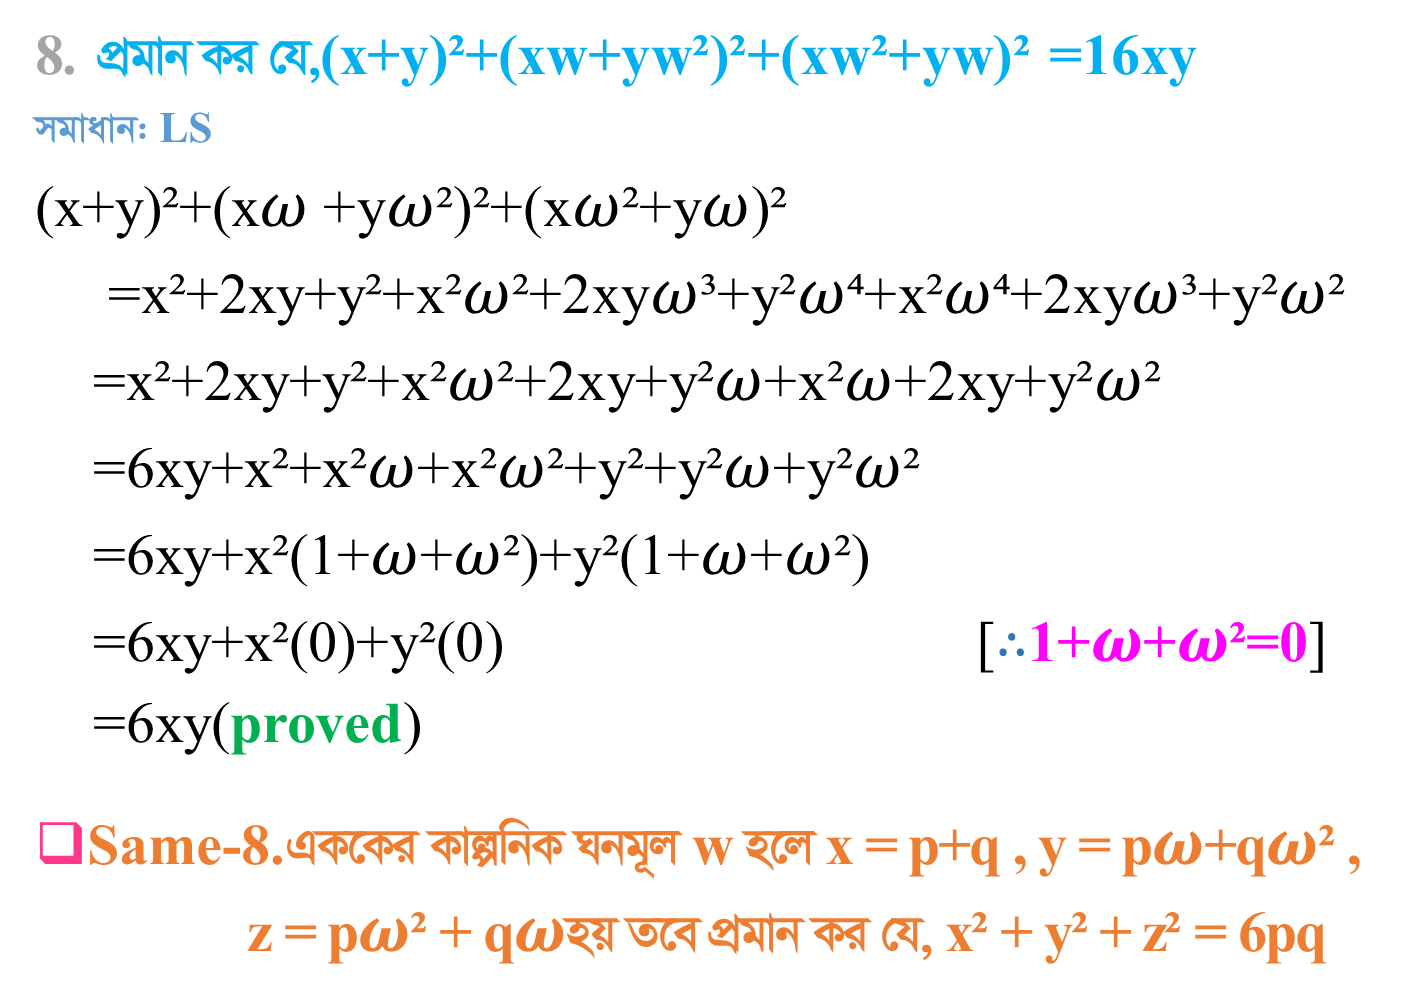 8. প্রমান কর যে,(x+y)²+(xw+yw²)²+(xw²+yw)² =16xy
সমাধানঃ LS
(x+y)²+(x𝝎 +y𝝎²)²+(x𝝎²+y𝝎)²
=x²+2xy+y²+x²𝝎²+2xy𝝎³+y²𝝎⁴+x²𝝎⁴+2xy𝝎³+y²𝝎²
=x²+2xy+y²+x²𝝎²+2xy+y²𝝎+x²𝝎+2xy+y²𝝎²
=6xy+x²+x²𝝎+x²𝝎²+y²+y²𝝎+y²𝝎²
=6xy+x²(1+𝝎+𝝎²)+y²(1+𝝎+𝝎²)
=6xy+x²(0)+y²(0) [∴1+𝝎+𝝎²=0]
=6xy(proved)
❑Same-8.এককের কাল্পনিক ঘনমূল w হলে x = p+q , y = p𝝎+q𝝎² ,
z = p𝝎² + q𝝎হয় তবে প্রমান কর যে, x² + y² + z² = 6pq